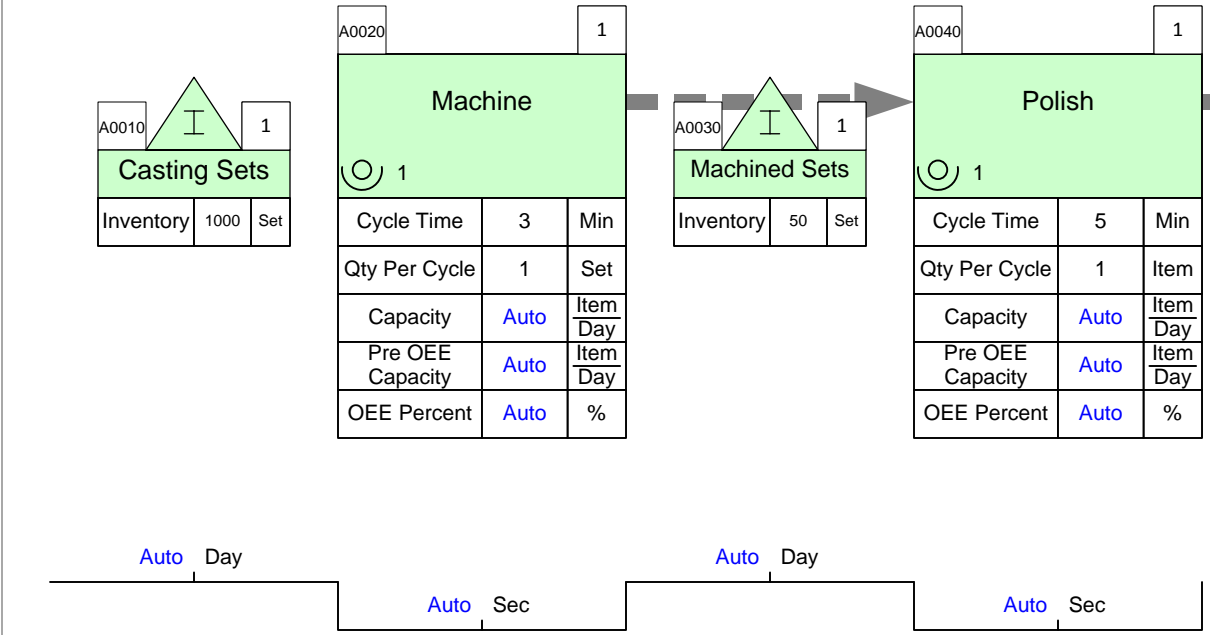 A0020 1
A0040 1
Machine
Polish
A0010 I 1
A0030 I 1
Casting Sets
1
Machined Sets
1
Inventory 1000 Set
Cycle Time 3 Min
Inventory 50 Set
Cycle Time 5 Min
Qty Per Cycle 1 Set
Qty Per Cycle 1 Item
Capacity Auto Item
Day
Capacity Auto Item
Day
Pre OEE
Capacity Auto Item
Day
Pre OEE
Capacity Auto Item
Day
OEE Percent Auto %
OEE Percent Auto %
Auto Day
Auto Day
Auto Sec
Auto Sec